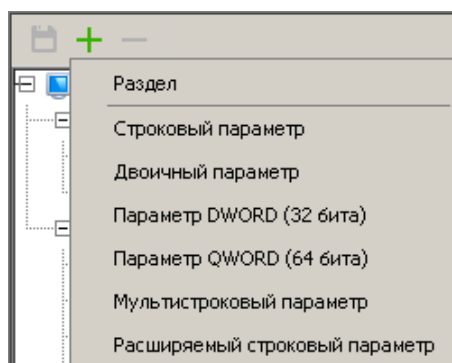 Раздел
Строковый параметр
Двоичный параметр
Параметр DWORD (32 бита)
Параметр QWORD (64 бита)
Мультистроковый параметр
Расширяемый строковый параметр